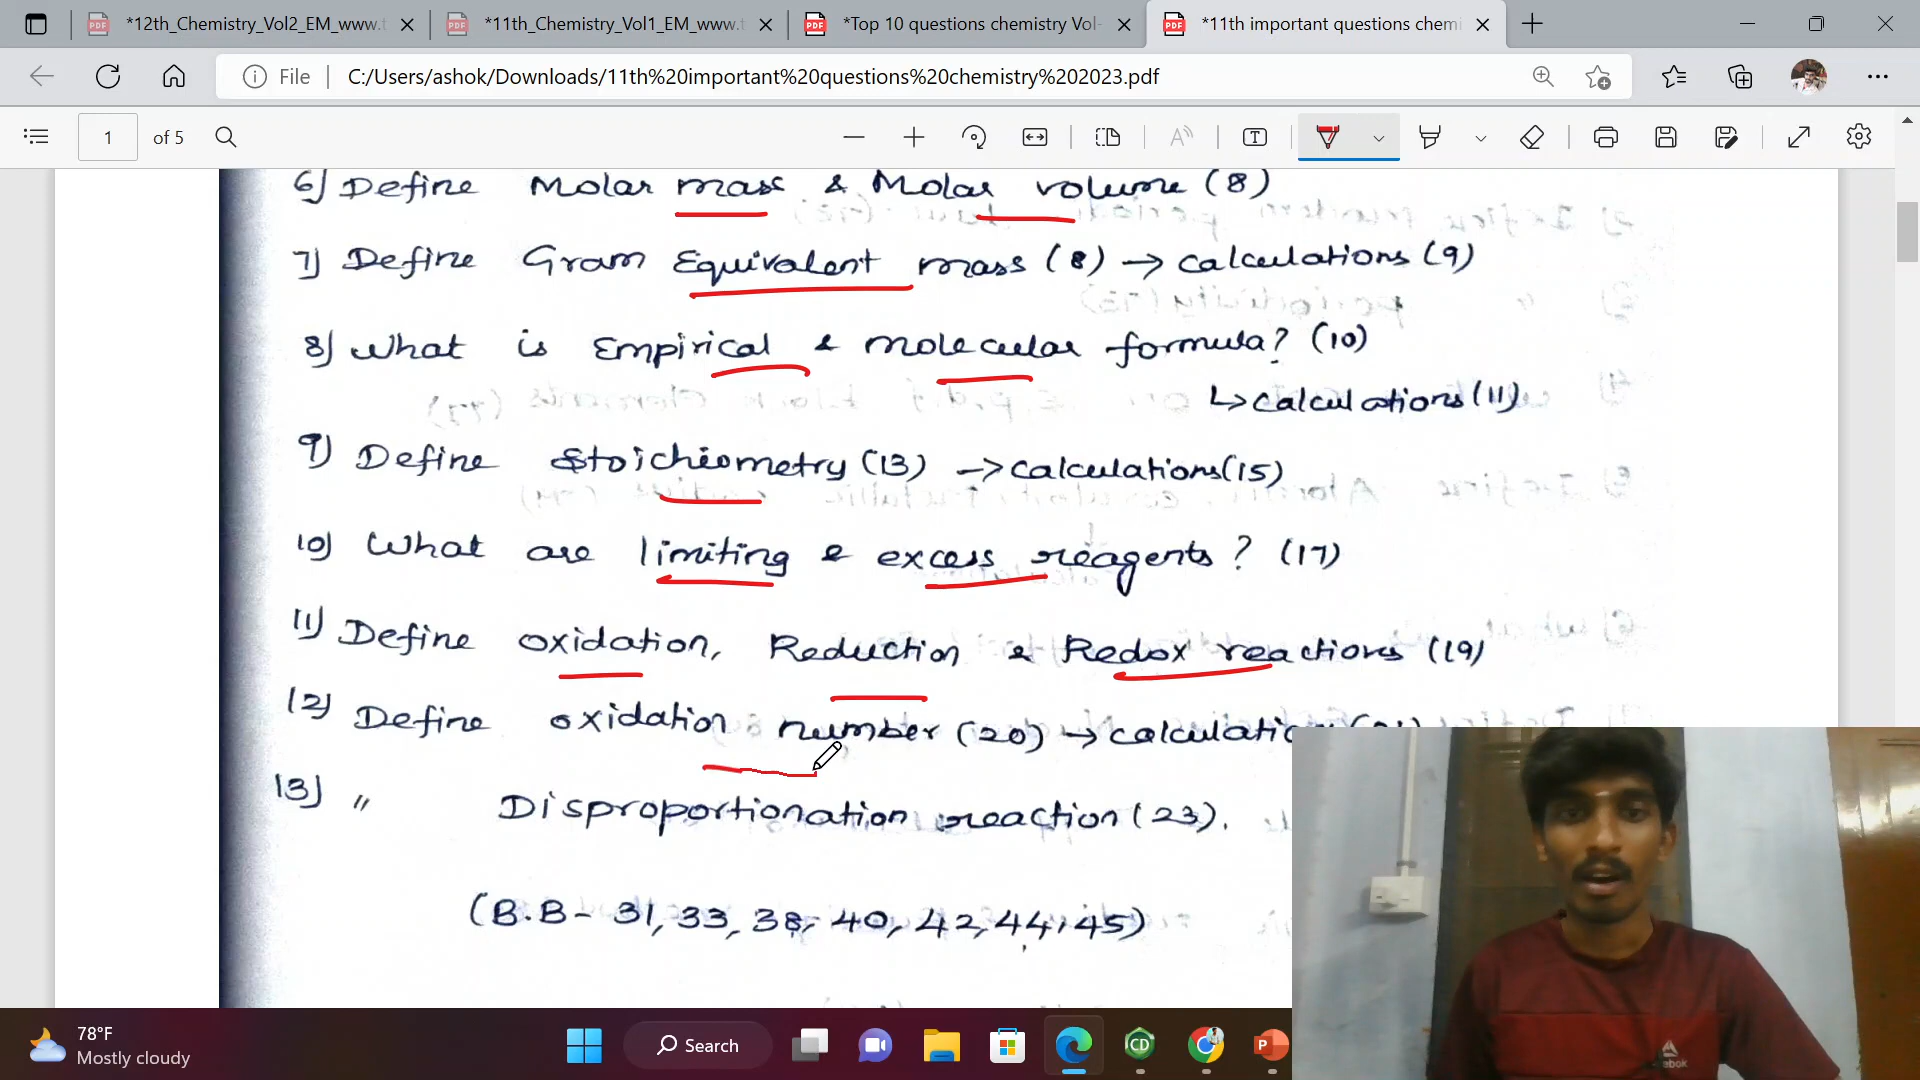 *12th_Chemistry_Vol2_EM_www.t
*11th_Chemistry_Vol1_EM_www.t
*Top 10 questions chemistry Vol-
*11th important questions chemi
File
C:/Users/ashok/Downloads/11th%20important%20questions%20chemistry%202023.pdf
1 of 5
6) Define Molar mass & Molar volume (8)
7) Define Gram Equivalent mass (8) → calculations (9)
8) What is Empirical & molecular formula? (10)
↳ calculations (11)
9) Define Stoicheometry (13) → calculations (15)
10) What are limiting & excess reagents? (17)
11) Define oxidation, Reduction & Redox reactions (19)
12) Define oxidation number (20) → calculation
13) " Disproportionation reaction (23).
(B.B - 31, 33, 38, 40, 42, 44, 45)
78°F
Mostly cloudy
Search
CD
P